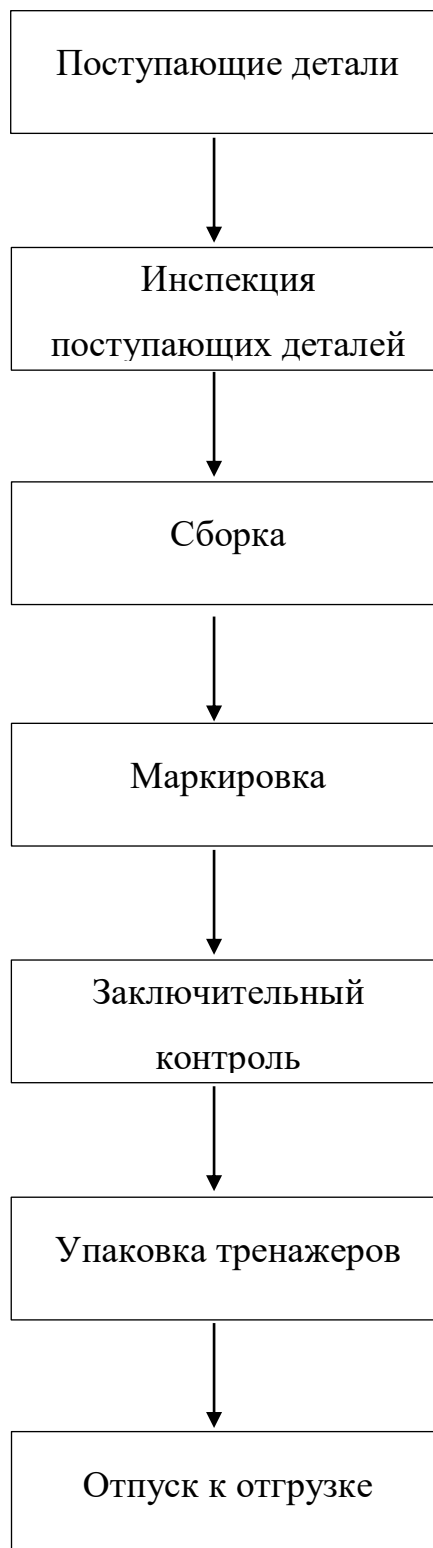 Поступающие детали
Инспекция
поступающих деталей
Сборка
Маркировка
Заключительный
контроль
Упаковка тренажеров
Отпуск к отгрузке